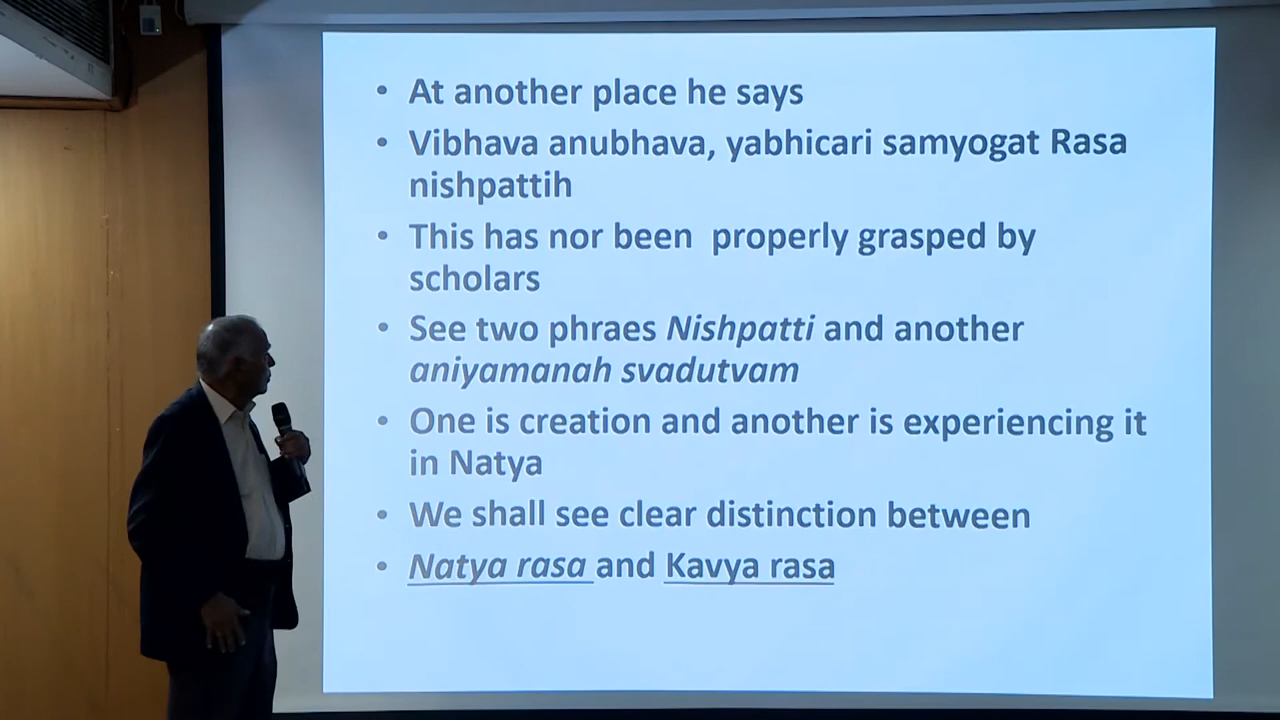 • At another place he says
• Vibhava anubhava, yabhicari samyogat Rasa
nishpattih
• This has nor been properly grasped by
scholars
• See two phraes Nishpatti and another
aniyamanah svadutvam
• One is creation and another is experiencing it
in Natya
• We shall see clear distinction between
• Natya rasa and Kavya rasa